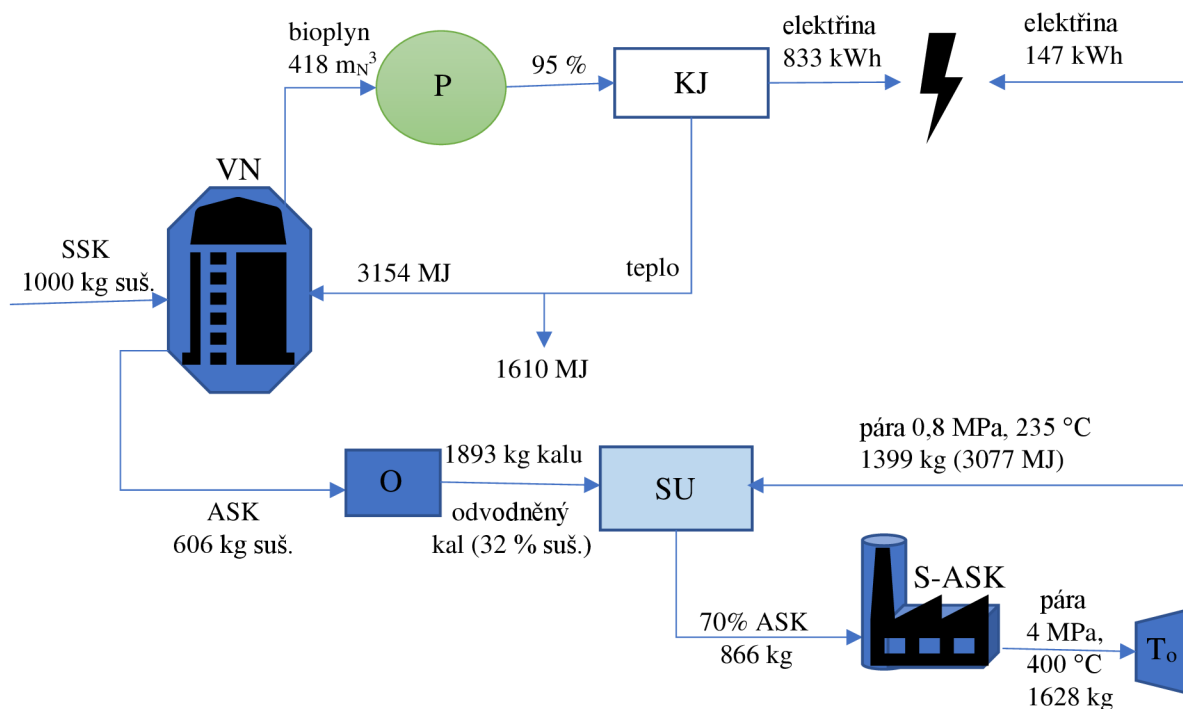 bioplyn
418 mN³
P
95 %
KJ
elektřina
833 kWh
elektřina
147 kWh
VN
SSK
1000 kg suš.
3154 MJ
teplo
1610 MJ
ASK
606 kg suš.
O
1893 kg kalu
odvodněný
kal (32 % suš.)
SU
pára 0,8 MPa, 235 °C
1399 kg (3077 MJ)
70% ASK
866 kg
S-ASK
pára
4 MPa,
400 °C
1628 kg
To